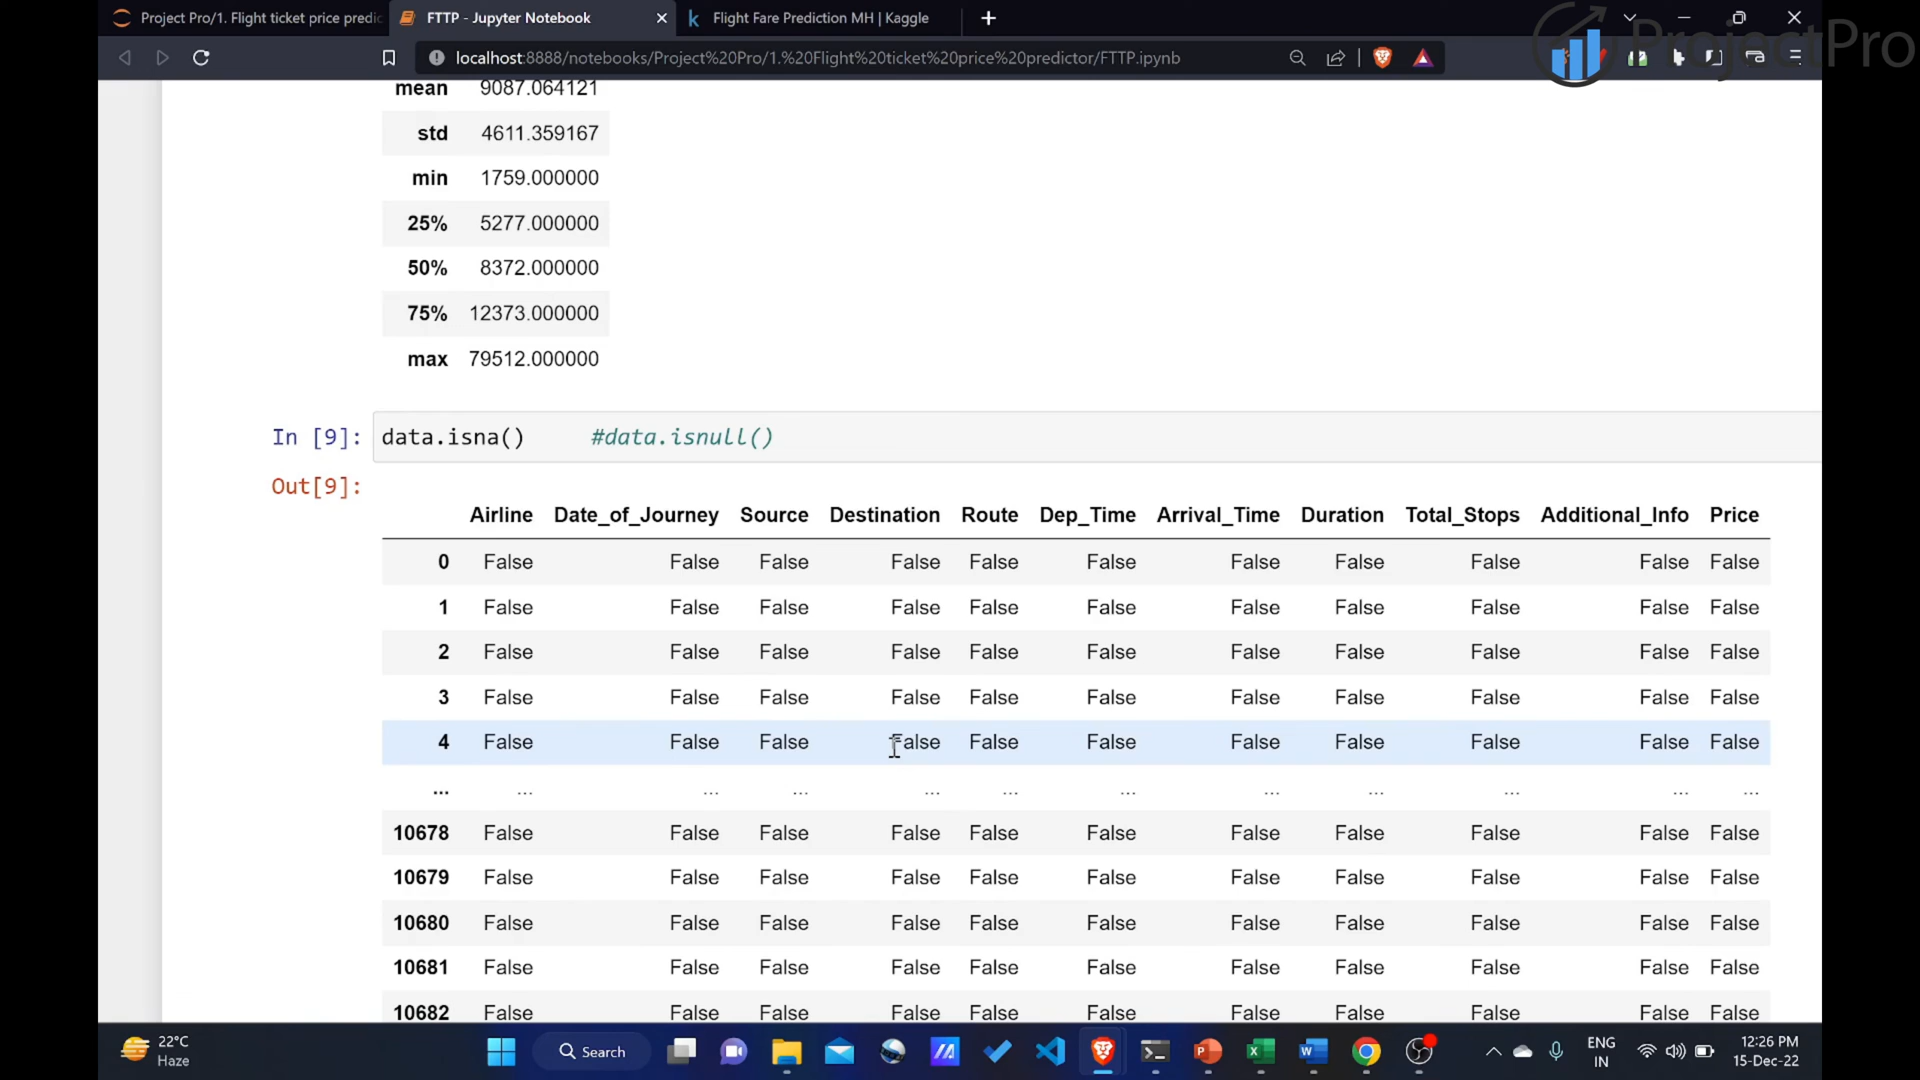 Project Pro/1. Flight ticket price predic
FTTP - Jupyter Notebook
Flight Fare Prediction MH | Kaggle
localhost:8888/notebooks/Project%20Pro/1.%20Flight%20ticket%20price%20predictor/FTTP.ipynb
ProjectPro
mean 9087.064121
std 4611.359167
min 1759.000000
25% 5277.000000
50% 8372.000000
75% 12373.000000
max 79512.000000
In [9]: data.isna() #data.isnull()
Out[9]:
Airline Date_of_Journey Source Destination Route Dep_Time Arrival_Time Duration Total_Stops Additional_Info Price
0 False False False False False False False False False False False
1 False False False False False False False False False False False
2 False False False False False False False False False False False
3 False False False False False False False False False False False
4 False False False False False False False False False False False
... ... ... ... ... ... ... ... ... ... ... ...
10678 False False False False False False False False False False False
10679 False False False False False False False False False False False
10680 False False False False False False False False False False False
10681 False False False False False False False False False False False
10682 False False False False False False False False False False False
22°C
Haze
Search
ENG
IN
12:26 PM
15-Dec-22